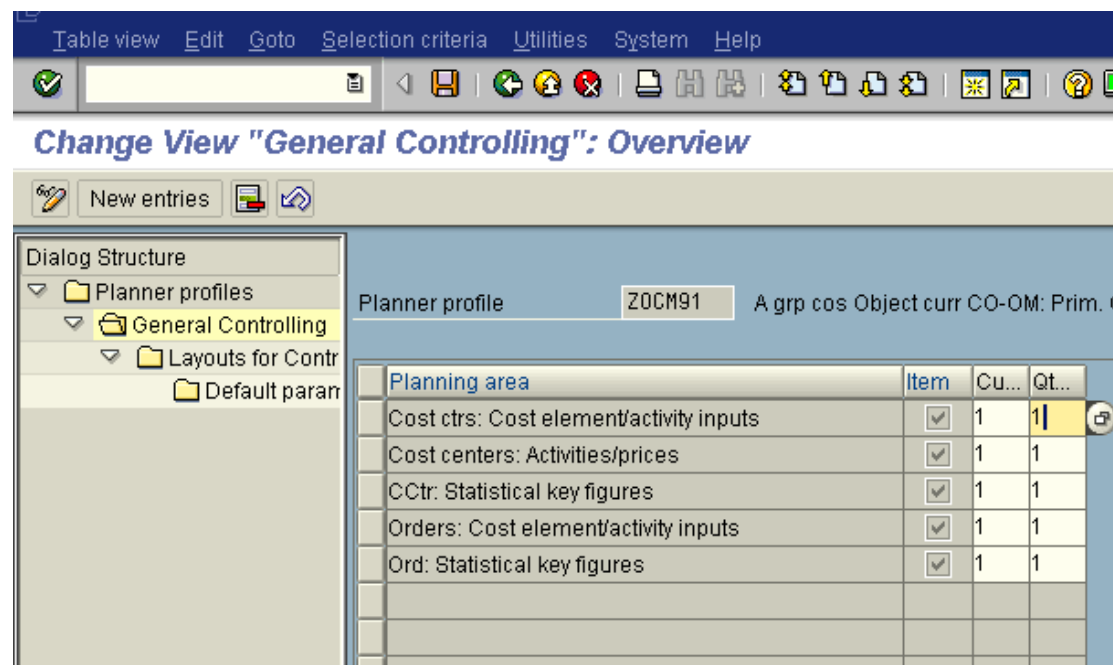 Table view Edit Goto Selection criteria Utilities System Help
Change View "General Controlling": Overview
New entries
Dialog Structure
Planner profiles
General Controlling
Layouts for Contr
Default param
Planner profile ZOCM91 A grp cos Object curr CO-OM: Prim.
Planning area Item Cu... Qt...
Cost ctrs: Cost element/activity inputs 1 1
Cost centers: Activities/prices 1 1
CCtr: Statistical key figures 1 1
Orders: Cost element/activity inputs 1 1
Ord: Statistical key figures 1 1